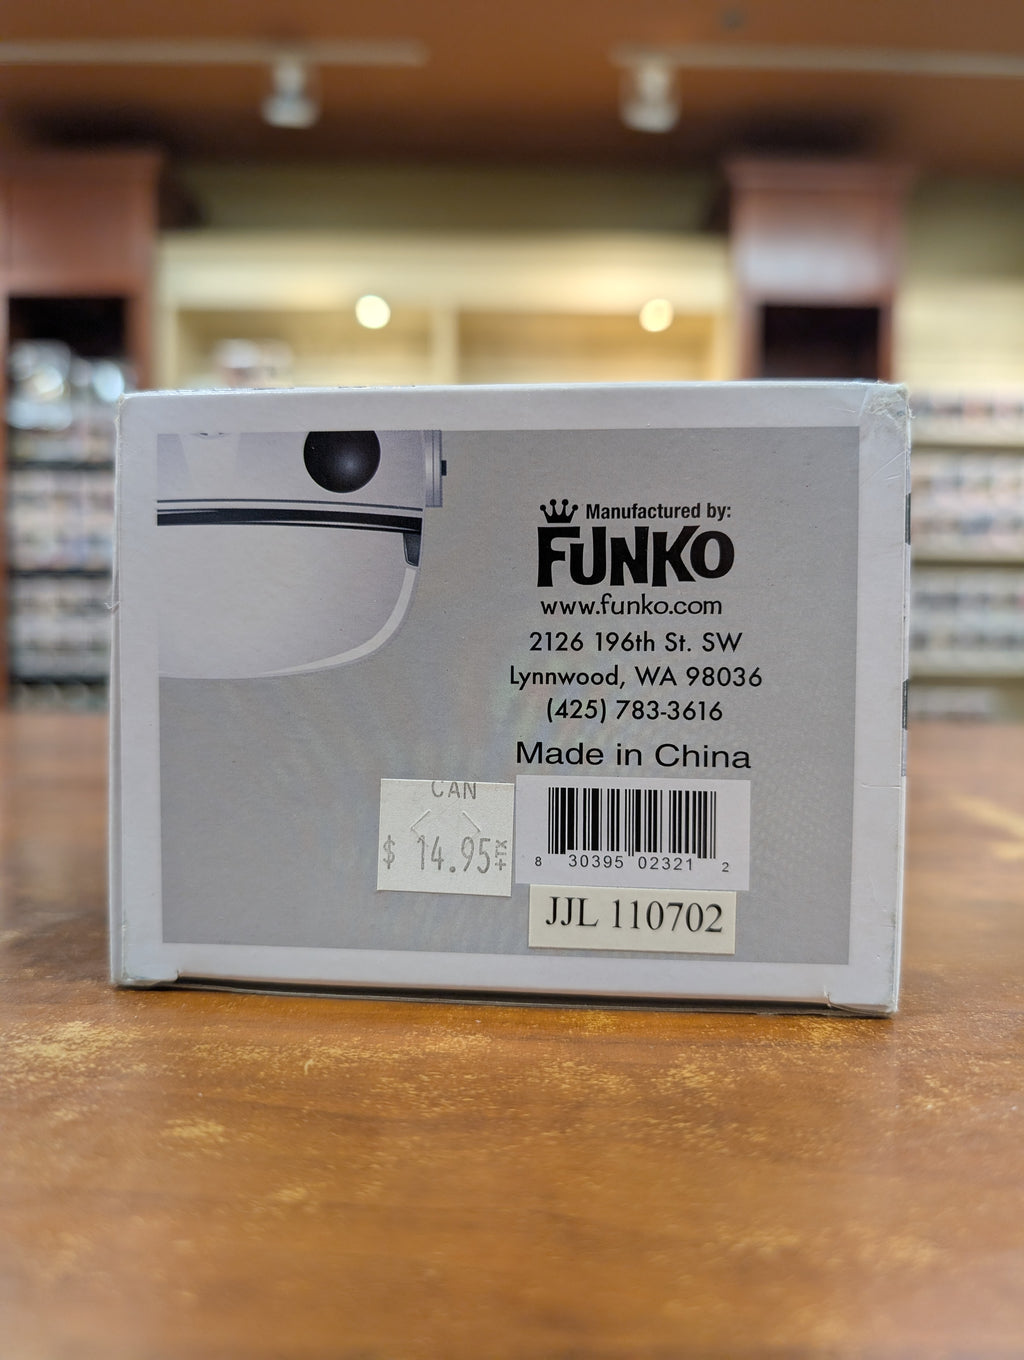 Manufactured by:
FUNKO
www.funko.com
2126 196th St. SW
Lynnwood, WA 98036
(425) 783-3616
Made in China
CAN
$ 14.95 +TX
8 30395 02321 2
JJL 110702